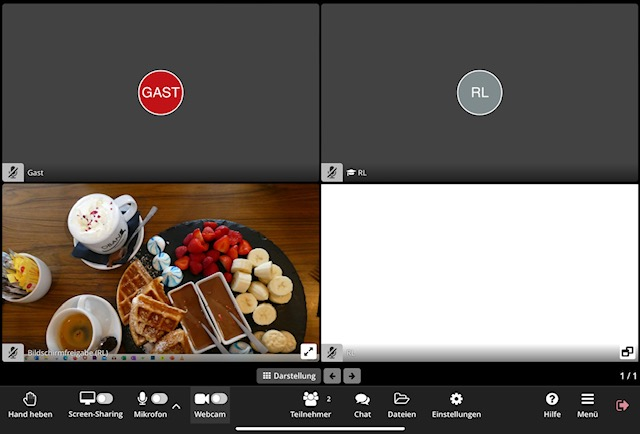 GAST
RL
Gast
RL
Bildschirmfreigabe (RL)
Darstellung
1 / 1
Hand heben
Screen-Sharing
Mikrofon
Webcam
2
Teilnehmer
Chat
Dateien
Einstellungen
Hilfe
Menü